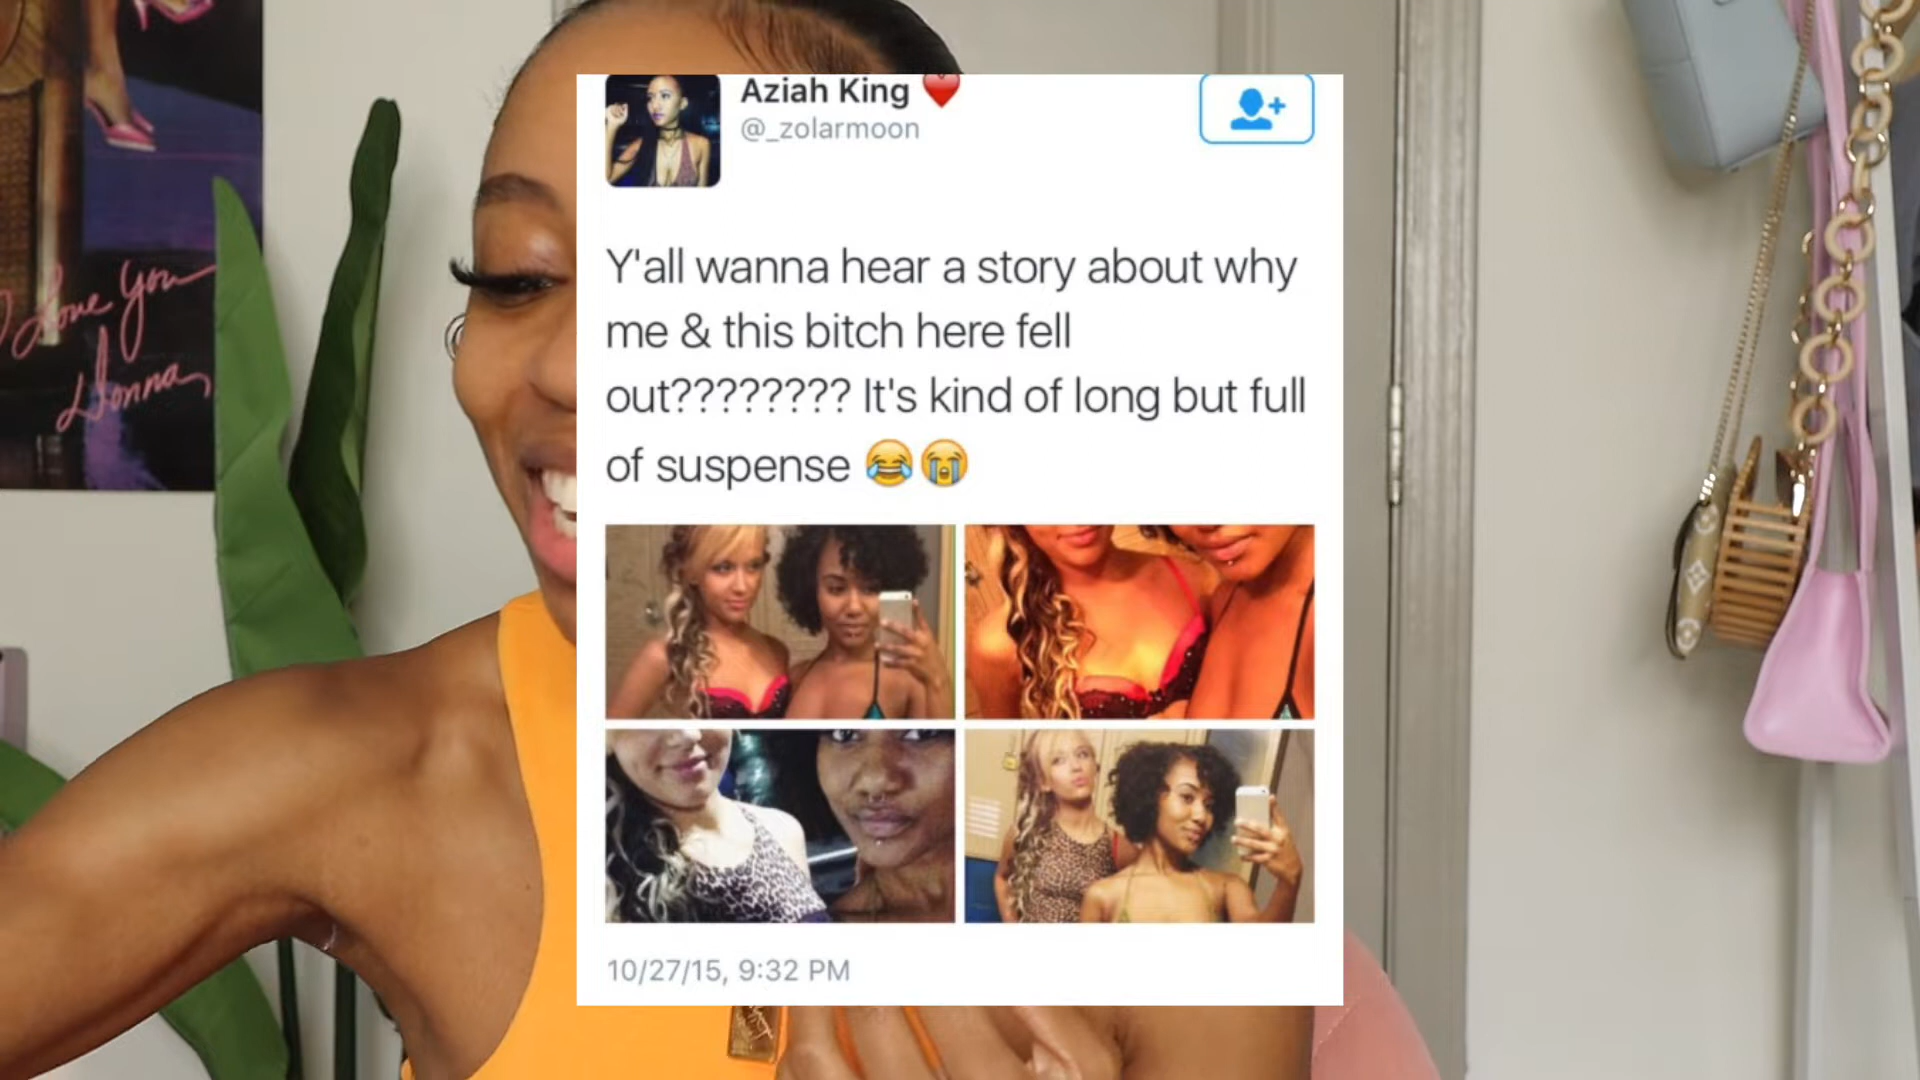 Aziah King ❤️
@_zolarmoon
Y'all wanna hear a story about why
me & this bitch here fell
out???????? It's kind of long but full
of suspense 😂😭
10/27/15, 9:32 PM
I Love You
Donna